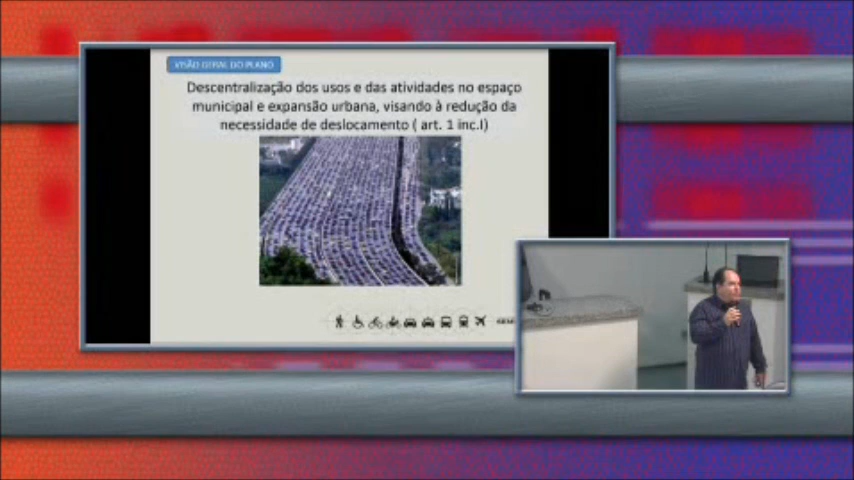 VISÃO GERAL DO PLANO
Descentralização dos usos e das atividades no espaço
municipal e expansão urbana, visando à redução da
necessidade de deslocamento ( art. 1 inc.I)